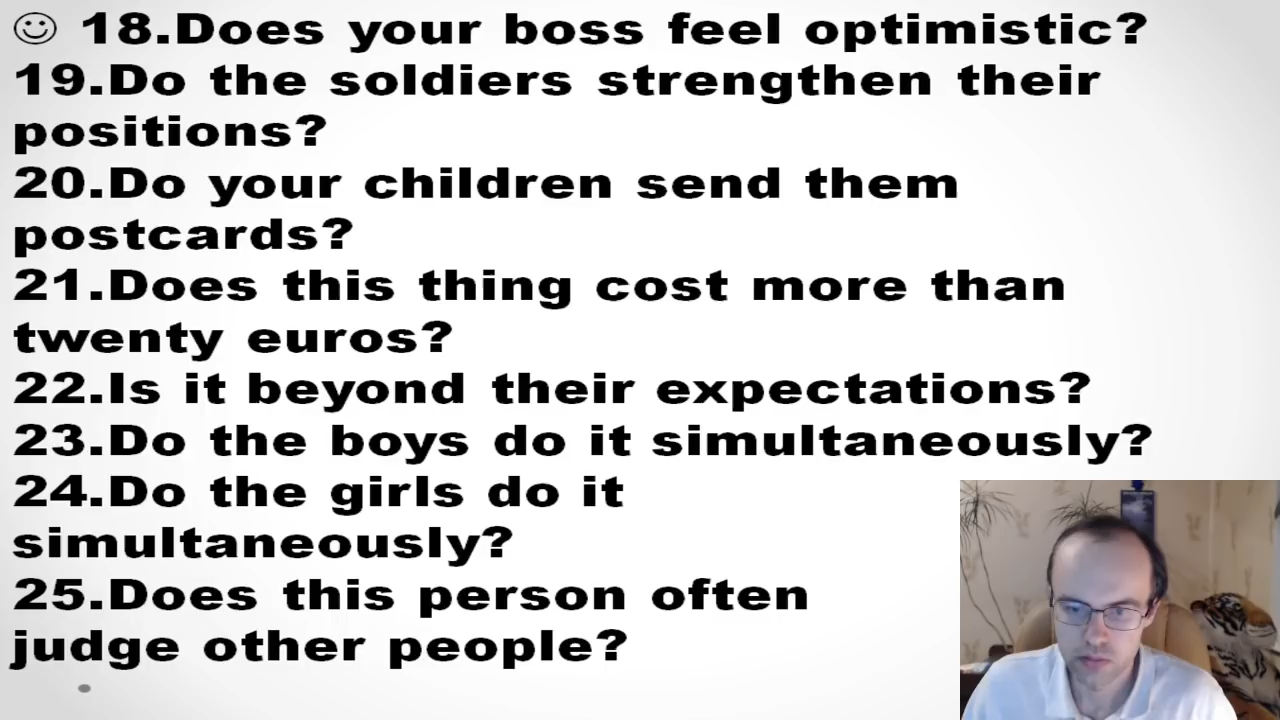 ☺ 18.Does your boss feel optimistic?
19.Do the soldiers strengthen their
positions?
20.Do your children send them
postcards?
21.Does this thing cost more than
twenty euros?
22.Is it beyond their expectations?
23.Do the boys do it simultaneously?
24.Do the girls do it
simultaneously?
25.Does this person often
judge other people?